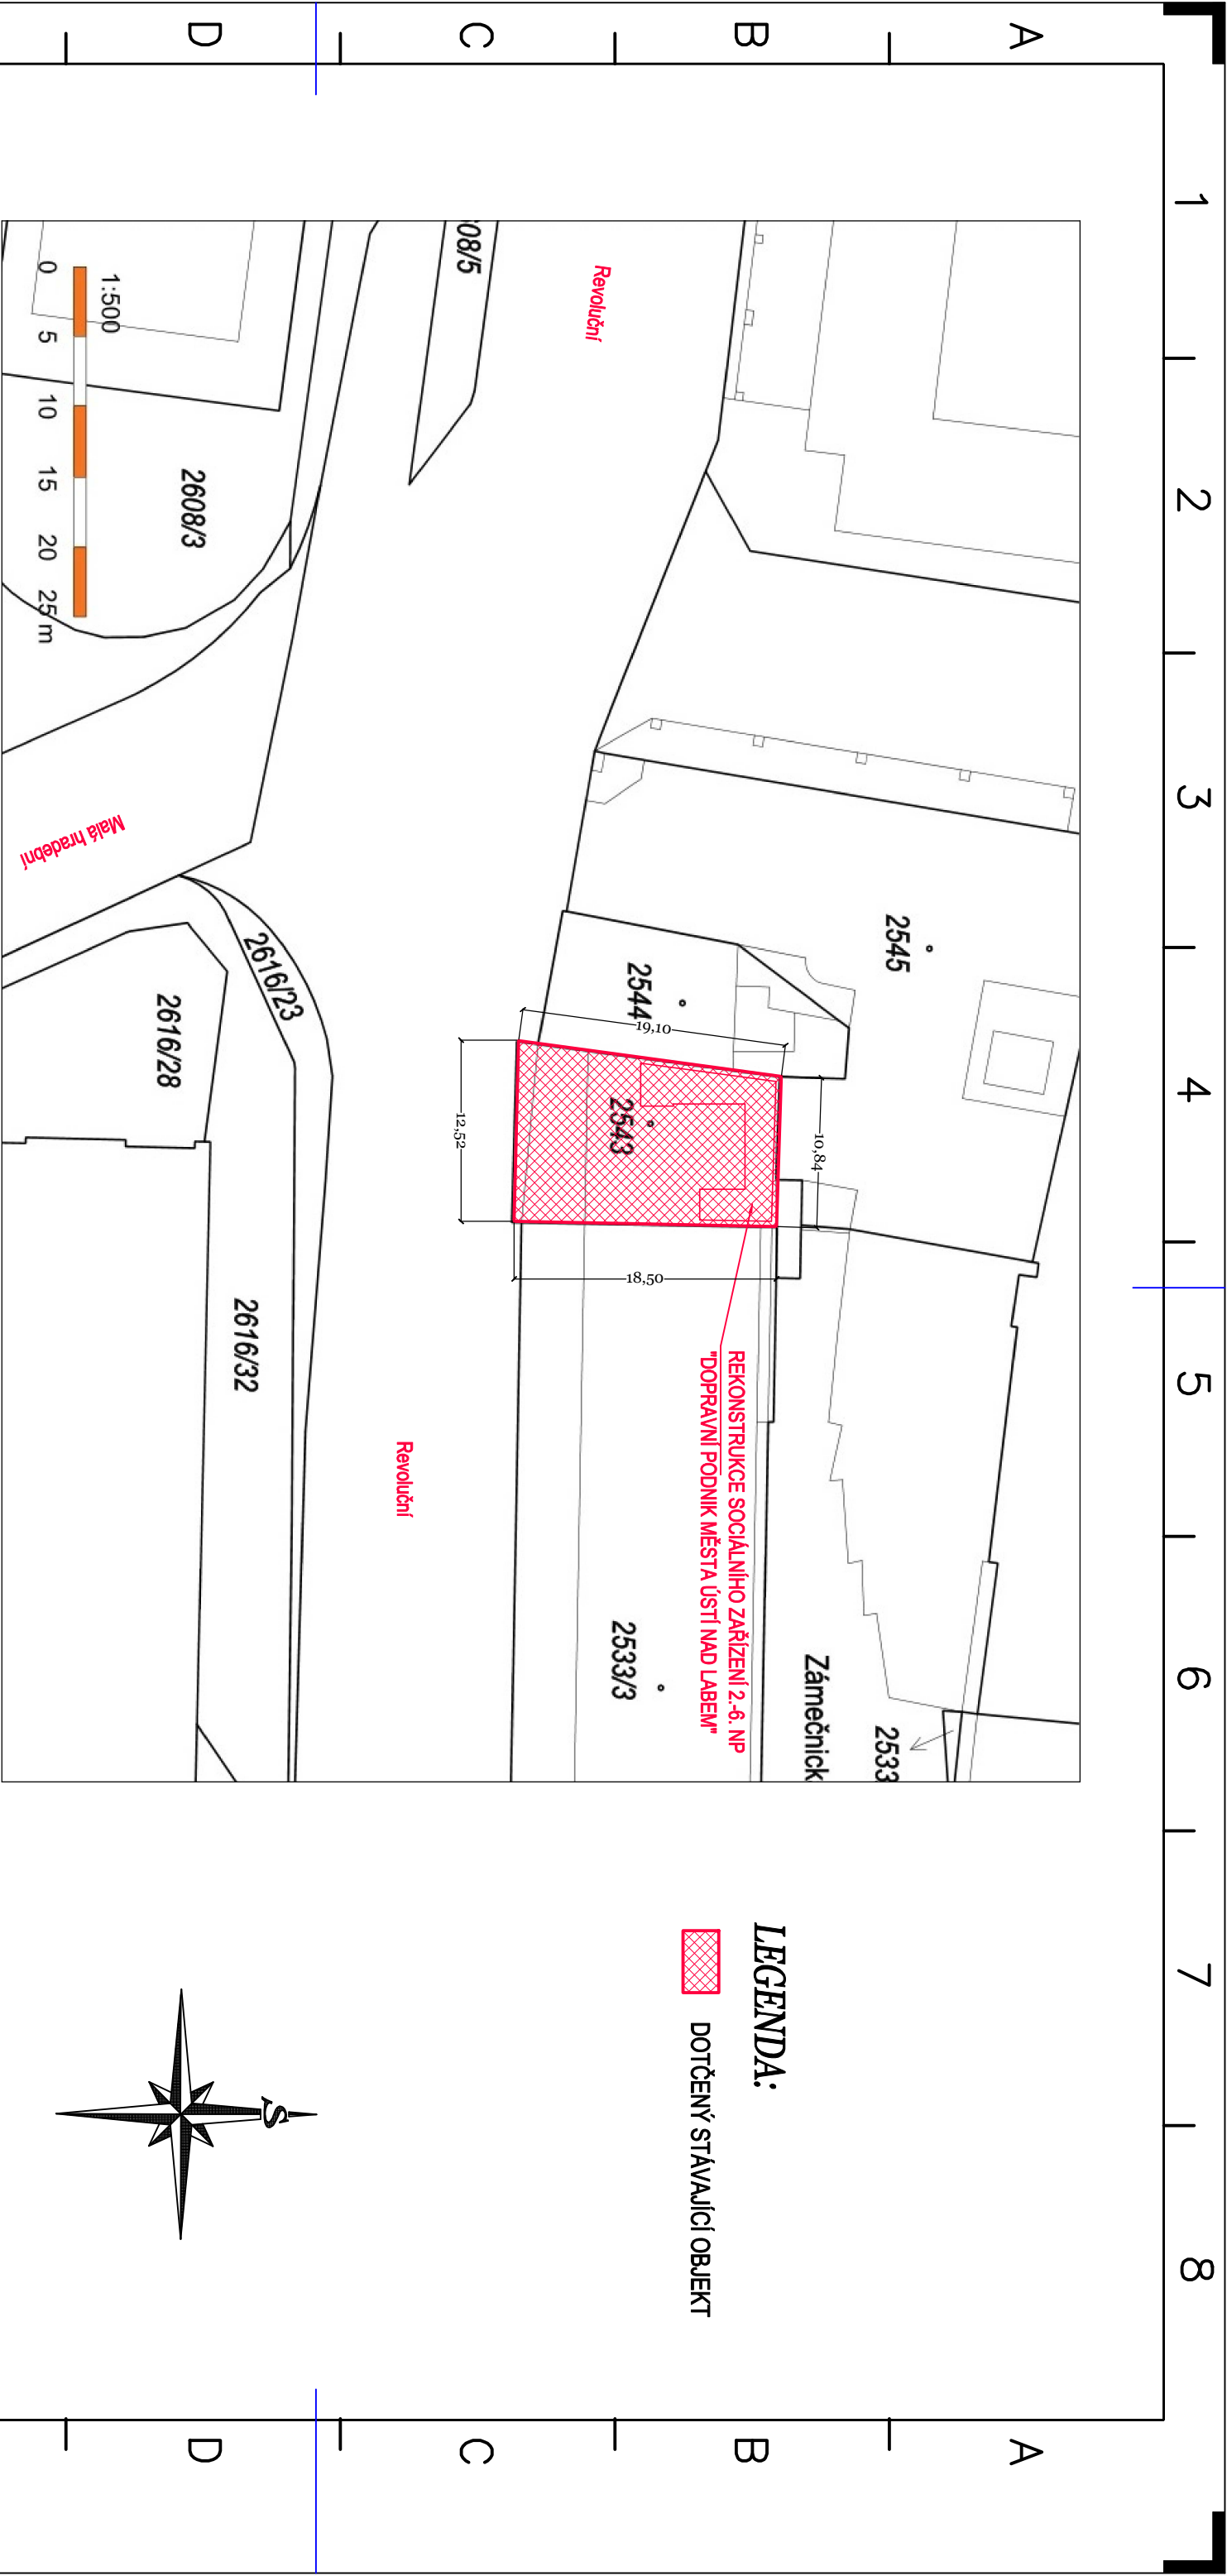 1
2
3
4
5
6
7
8
A
A
B
B
C
C
D
D
2545
2533
Zámečnick
10,84
REKONSTRUKCE SOCIÁLNÍHO ZAŘÍZENÍ 2.-6. NP
"DOPRAVNÍ PODNIK MĚSTA ÚSTÍ NAD LABEM"
2544
19,10
2543
18,50
2533/3
Revoluční
08/5
12,52
Revoluční
2616/23
2616/32
2608/3
2616/28
Malá hradební
1:500
0 5 10 15 20 25 m
LEGENDA:
DOTČENÝ STÁVAJÍCÍ OBJEKT
S